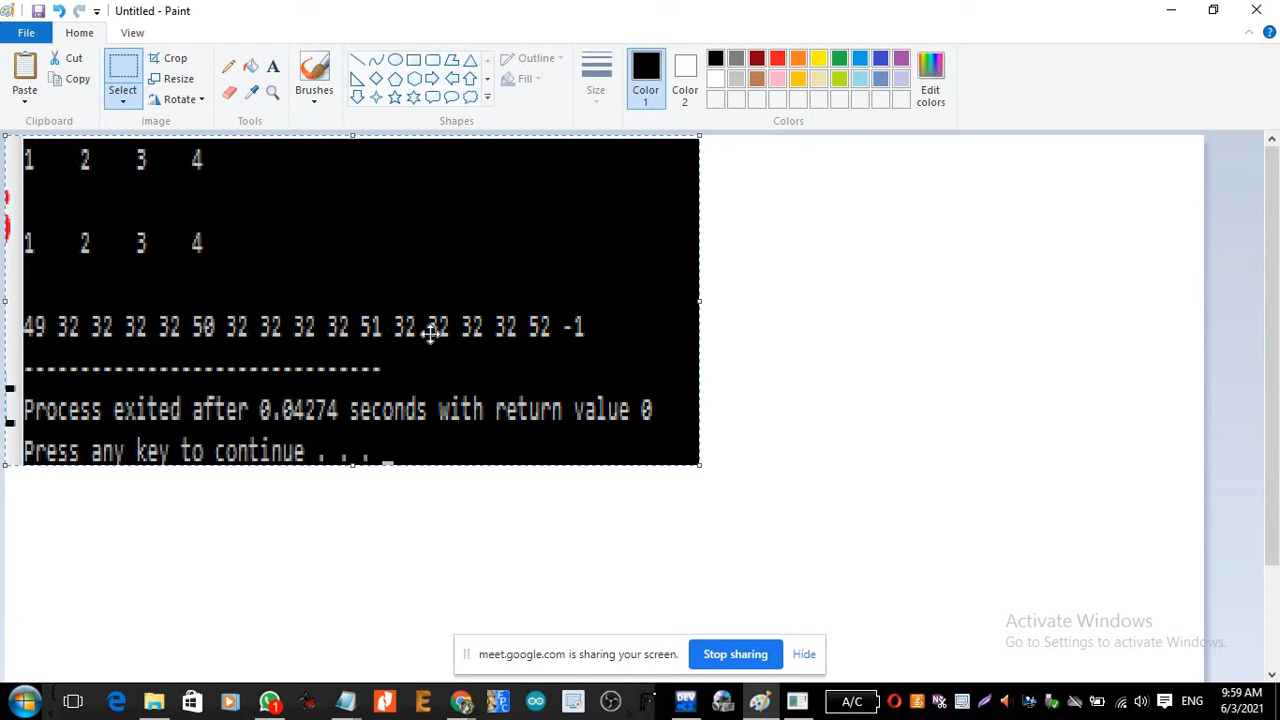 Untitled - Paint
File Home View
Paste Cut Copy Select Crop Resize Rotate Brushes Outline Fill Size Color 1 Color 2 Edit colors
Clipboard Image Tools Shapes Colors
1 2 3 4
1 2 3 4
49 32 32 32 32 50 32 32 32 32 51 32 32 32 32 52 -1
--------------------------------
Process exited after 0.04274 seconds with return value 0
Press any key to continue . . . _
Activate Windows
Go to Settings to activate Windows.
meet.google.com is sharing your screen. Stop sharing Hide
DEV A/C ENG 9:59 AM
6/3/2021